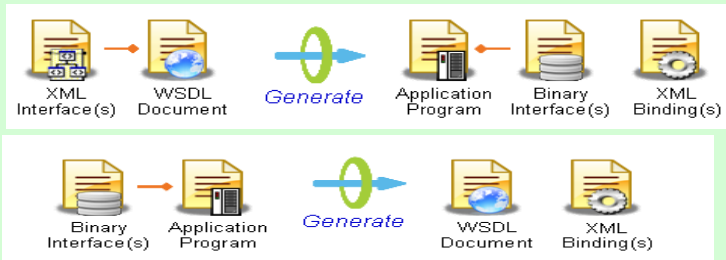 XML
Interface(s)
WSDL
Document
Generate
Application
Program
Binary
Interface(s)
XML
Binding(s)
Binary
Interface(s)
Application
Program
Generate
WSDL
Document
XML
Binding(s)